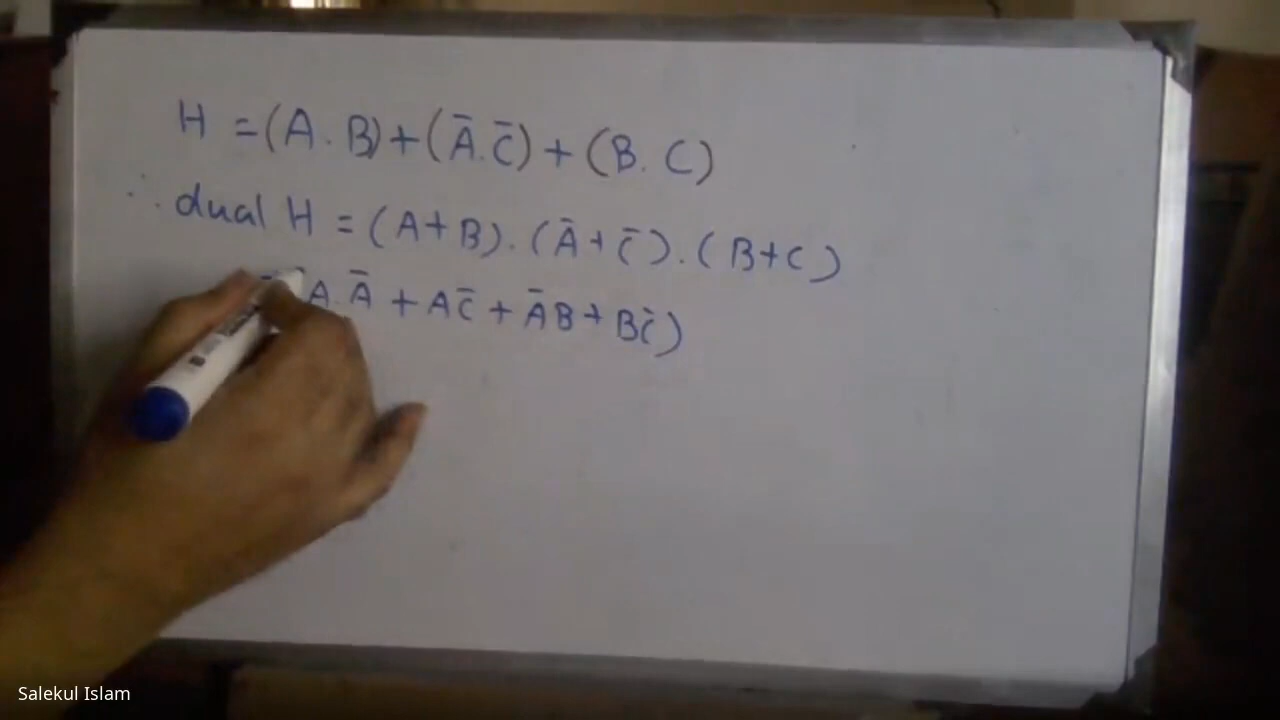 H = (A . B) + (Ā.C̄) + (B. C)
∴ dual H = (A+B). (Ā + C̄). (B+C)
A.Ā + AC̄ + ĀB + BC̄)
Salekul Islam